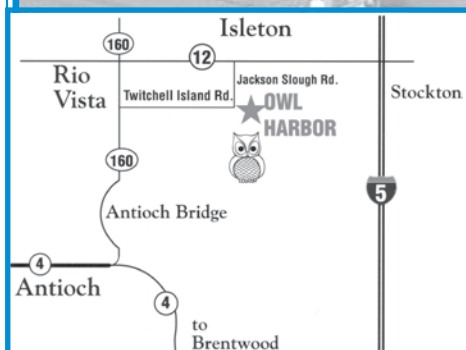 Isleton
160
12
Rio
Vista
Jackson Slough Rd.
Twitchell Island Rd.
Stockton
OWL
HARBOR
160
5
Antioch Bridge
4
Antioch
4
to
Brentwood